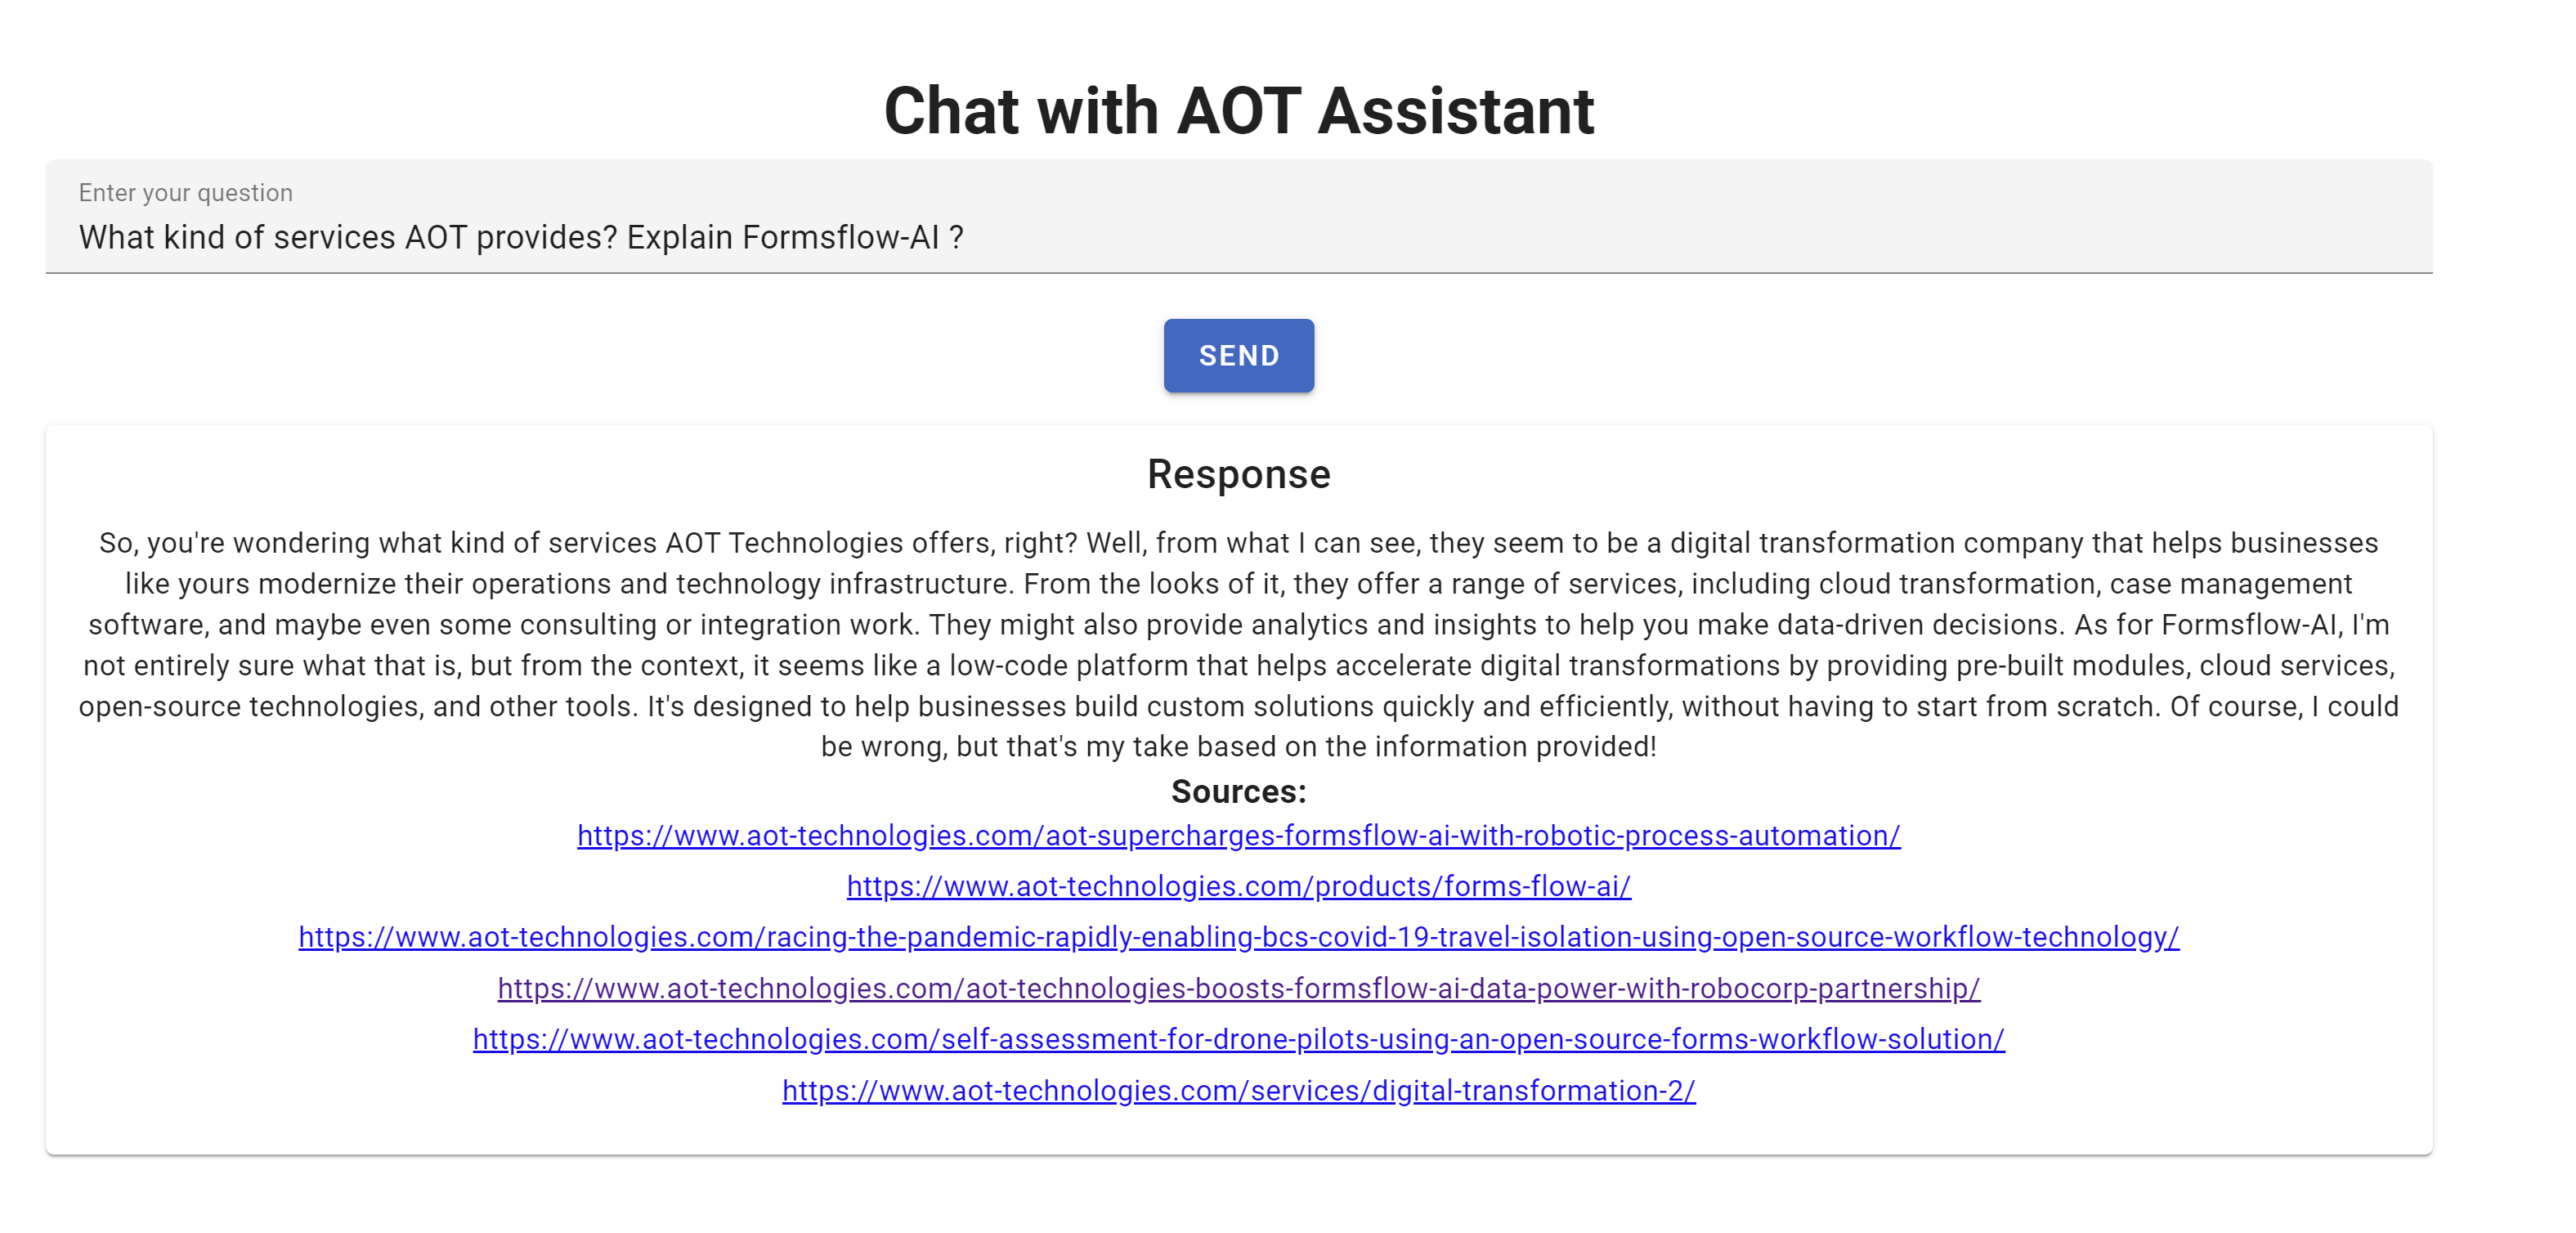 Chat with AOT Assistant
Enter your question
What kind of services AOT provides? Explain Formsflow-AI ?
SEND
Response
So, you're wondering what kind of services AOT Technologies offers, right? Well, from what I can see, they seem to be a digital transformation company that helps businesses
like yours modernize their operations and technology infrastructure. From the looks of it, they offer a range of services, including cloud transformation, case management
software, and maybe even some consulting or integration work. They might also provide analytics and insights to help you make data-driven decisions. As for Formsflow-AI, I'm
not entirely sure what that is, but from the context, it seems like a low-code platform that helps accelerate digital transformations by providing pre-built modules, cloud services,
open-source technologies, and other tools. It's designed to help businesses build custom solutions quickly and efficiently, without having to start from scratch. Of course, I could
be wrong, but that's my take based on the information provided!
Sources:
https://www.aot-technologies.com/aot-supercharges-formsflow-ai-with-robotic-process-automation/
https://www.aot-technologies.com/products/forms-flow-ai/
https://www.aot-technologies.com/racing-the-pandemic-rapidly-enabling-bcs-covid-19-travel-isolation-using-open-source-workflow-technology/
https://www.aot-technologies.com/aot-technologies-boosts-formsflow-ai-data-power-with-robocorp-partnership/
https://www.aot-technologies.com/self-assessment-for-drone-pilots-using-an-open-source-forms-workflow-solution/
https://www.aot-technologies.com/services/digital-transformation-2/